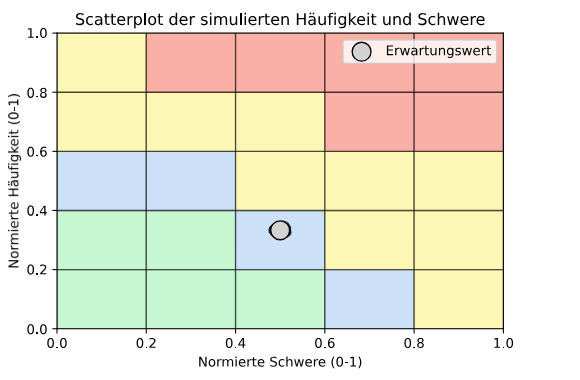 Scatterplot der simulierten Häufigkeit und Schwere
Erwartungswert
Normierte Häufigkeit (0-1)
1.0
0.8
0.6
0.4
0.2
0.0
0.0 0.2 0.4 0.6 0.8 1.0
Normierte Schwere (0-1)